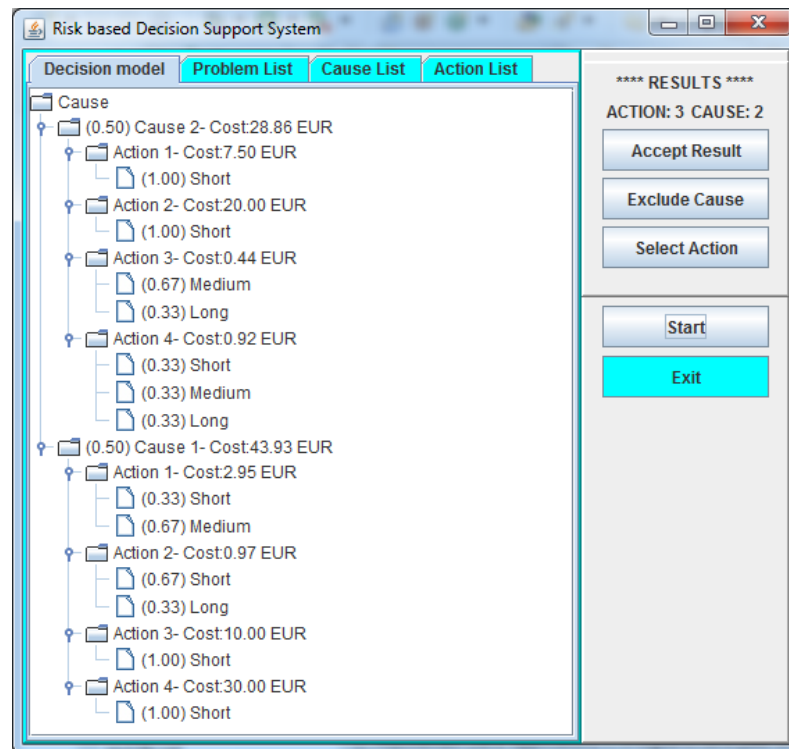 Risk based Decision Support System
Decision model Problem List Cause List Action List
Cause
(0.50) Cause 2- Cost:28.86 EUR
Action 1- Cost:7.50 EUR
(1.00) Short
Action 2- Cost:20.00 EUR
(1.00) Short
Action 3- Cost:0.44 EUR
(0.67) Medium
(0.33) Long
Action 4- Cost:0.92 EUR
(0.33) Short
(0.33) Medium
(0.33) Long
(0.50) Cause 1- Cost:43.93 EUR
Action 1- Cost:2.95 EUR
(0.33) Short
(0.67) Medium
Action 2- Cost:0.97 EUR
(0.67) Short
(0.33) Long
Action 3- Cost:10.00 EUR
(1.00) Short
Action 4- Cost:30.00 EUR
(1.00) Short
**** RESULTS ****
ACTION: 3 CAUSE: 2
Accept Result
Exclude Cause
Select Action
Start
Exit